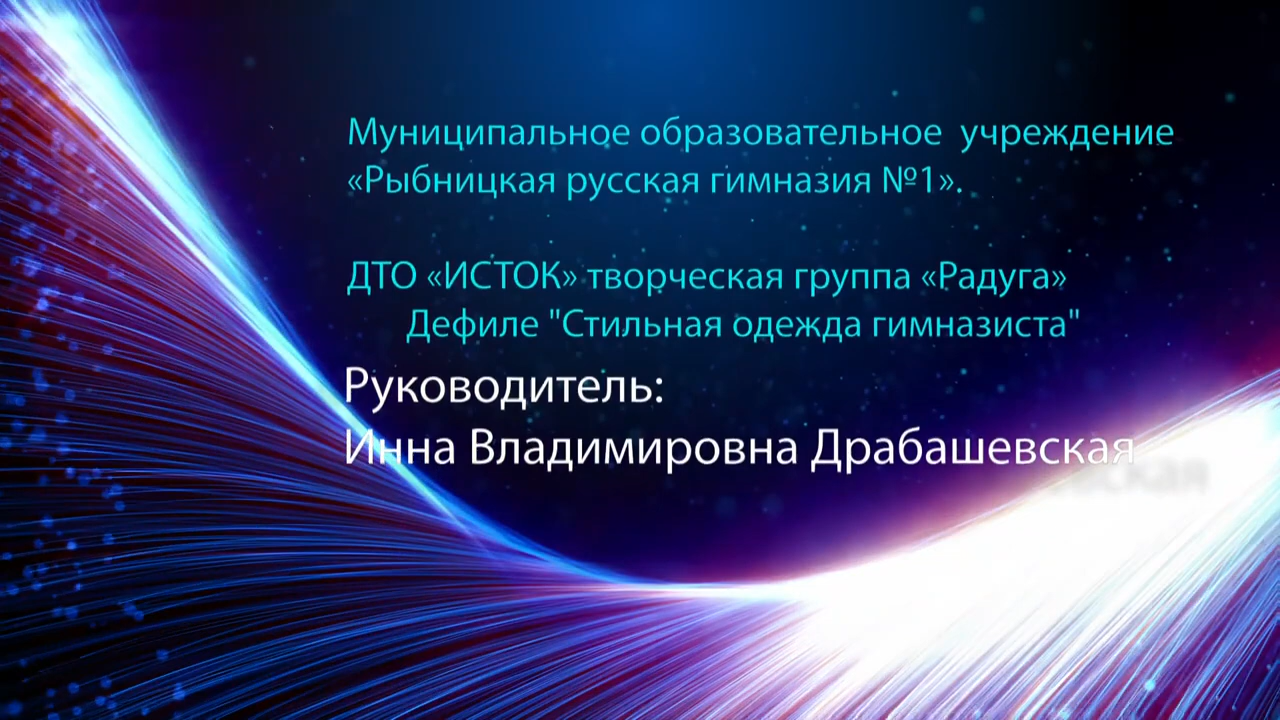 Муниципальное образовательное учреждение
«Рыбницкая русская гимназия №1».
ДТО «ИСТОК» творческая группа «Радуга»
Дефиле "Стильная одежда гимназиста"
Руководитель:
Инна Владимировна Драбашевская